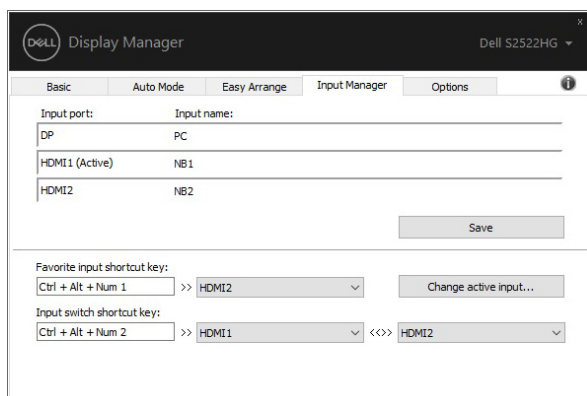 DELL Display Manager Dell S2522HG
x
Basic Auto Mode Easy Arrange Input Manager Options i
Input port: Input name:
DP PC
HDMI1 (Active) NB1
HDMI2 NB2
Save
Favorite input shortcut key:
Ctrl + Alt + Num 1 >> HDMI2 Change active input...
Input switch shortcut key:
Ctrl + Alt + Num 2 >> HDMI1 <<>> HDMI2